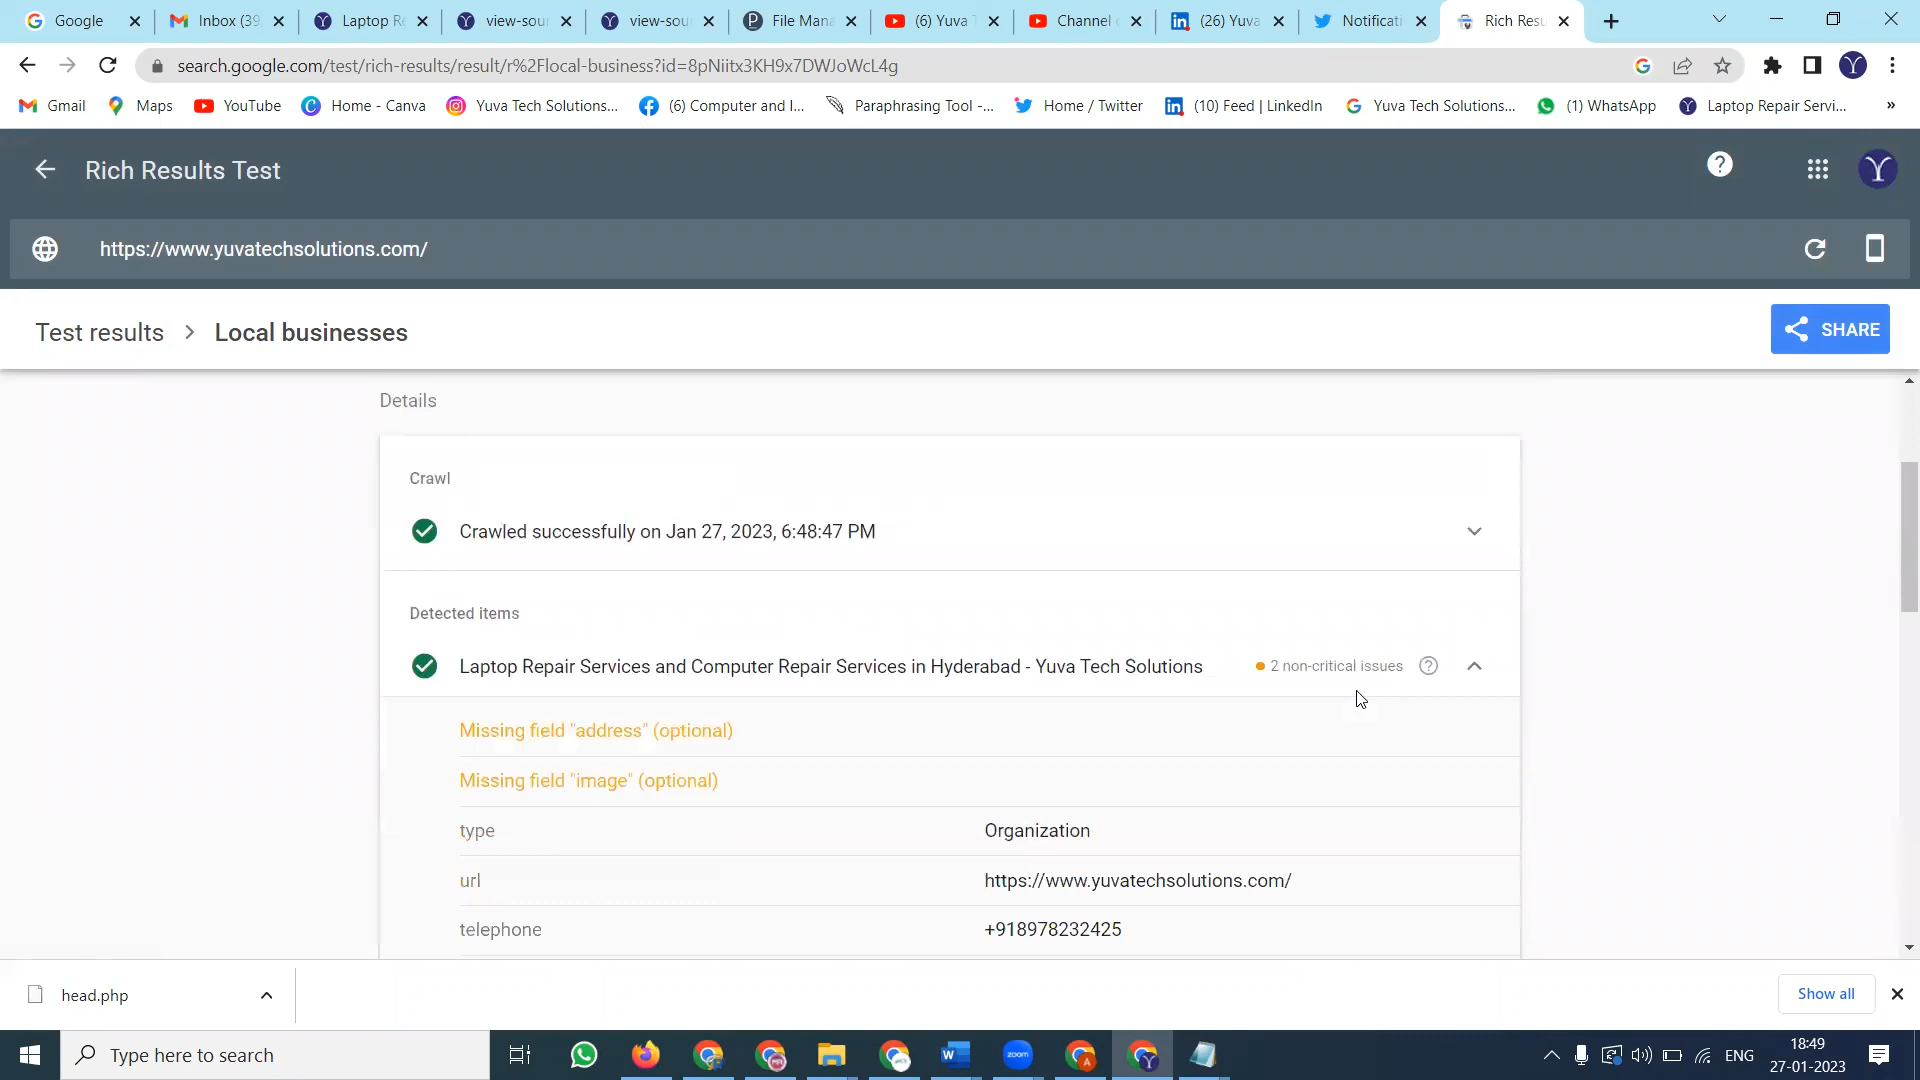 Google
Inbox (39
Laptop Re
view-sour
view-sour
File Mana
(6) Yuva T
Channel c
(26) Yuva
Notificati
Rich Resu
search.google.com/test/rich-results/result/r%2Flocal-business?id=8pNiitx3KH9x7DWJoWcL4g
Gmail
Maps
YouTube
Home - Canva
Yuva Tech Solutions...
(6) Computer and I...
Paraphrasing Tool -...
Home / Twitter
(10) Feed | LinkedIn
Yuva Tech Solutions...
(1) WhatsApp
Laptop Repair Servi...
»
Rich Results Test
https://www.yuvatechsolutions.com/
Test results > Local businesses
SHARE
Details
Crawl
Crawled successfully on Jan 27, 2023, 6:48:47 PM
Detected items
Laptop Repair Services and Computer Repair Services in Hyderabad - Yuva Tech Solutions
2 non-critical issues
Missing field "address" (optional)
Missing field "image" (optional)
type Organization
url https://www.yuvatechsolutions.com/
telephone +918978232425
head.php
Show all
Type here to search
zoom
ENG
18:49
27-01-2023